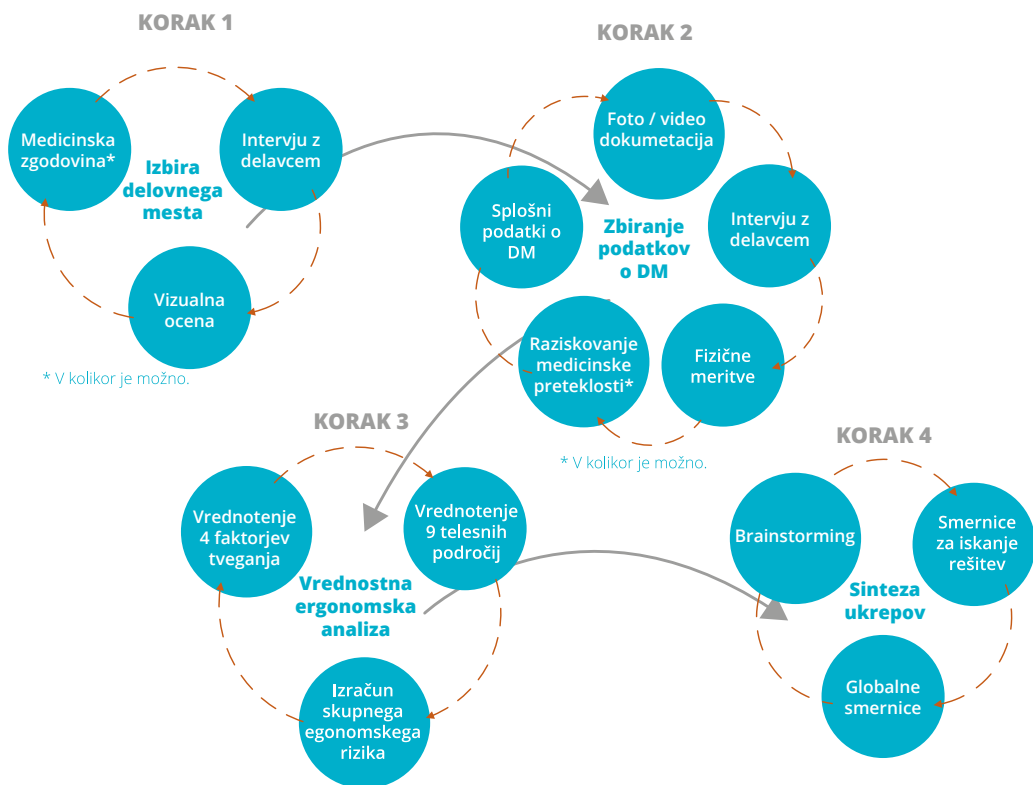 KORAK 1
Medicinska
zgodovina*
Intervju z
delavcem
Izbira
delovnega
mesta
Vizualna
ocena
* V kolikor je možno.
KORAK 2
Foto / video
dokumetacija
Splošni
podatki o
DM
Intervju z
delavcem
Zbiranje
podatkov
o DM
Raziskovanje
medicinske
preteklosti*
Fizične
meritve
* V kolikor je možno.
KORAK 3
Vrednotenje
4 faktorjev
tveganja
Vrednotenje
9 telesnih
področij
Vrednostna
ergonomska
analiza
Izračun
skupnega
egonomskega
rizika
KORAK 4
Brainstorming
Smernice
za iskanje
rešitev
Sinteza
ukrepov
Globalne
smernice